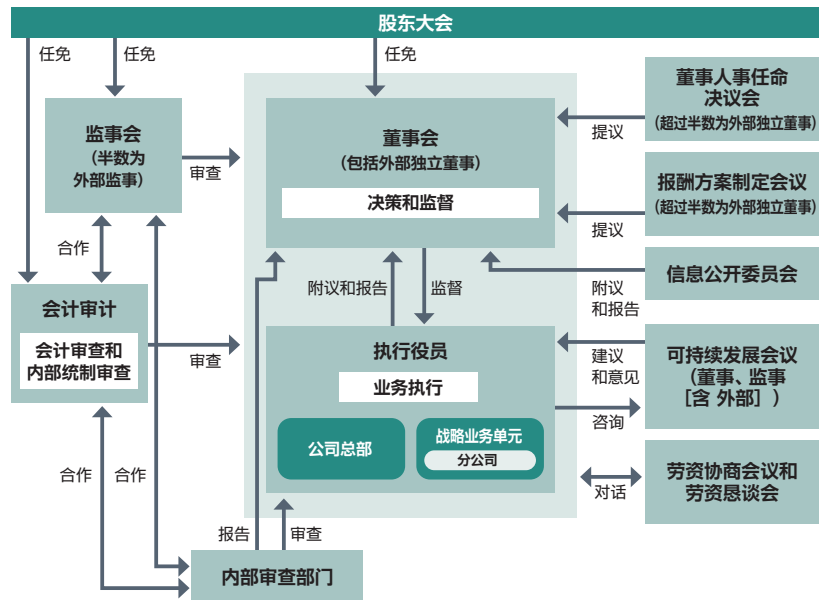 股东大会
任免
任免
任免
监事会
（半数为
外部监事）
审查
董事会
（包括外部独立董事）
决策和监督
董事人事任命
决议会
（超过半数为外部独立董事）
提议
报酬方案制定会议
（超过半数为外部独立董事）
提议
合作
附议和报告
监督
信息公开委员会
附议
和报告
会计审计
会计审查和
内部统制审查
审查
执行役员
业务执行
公司总部
战略业务单元
分公司
可持续发展会议
（董事、监事
［含 外部］）
建议
和意见
咨询
劳资协商会议和
劳资恳谈会
对话
合作
合作
报告
审查
内部审查部门